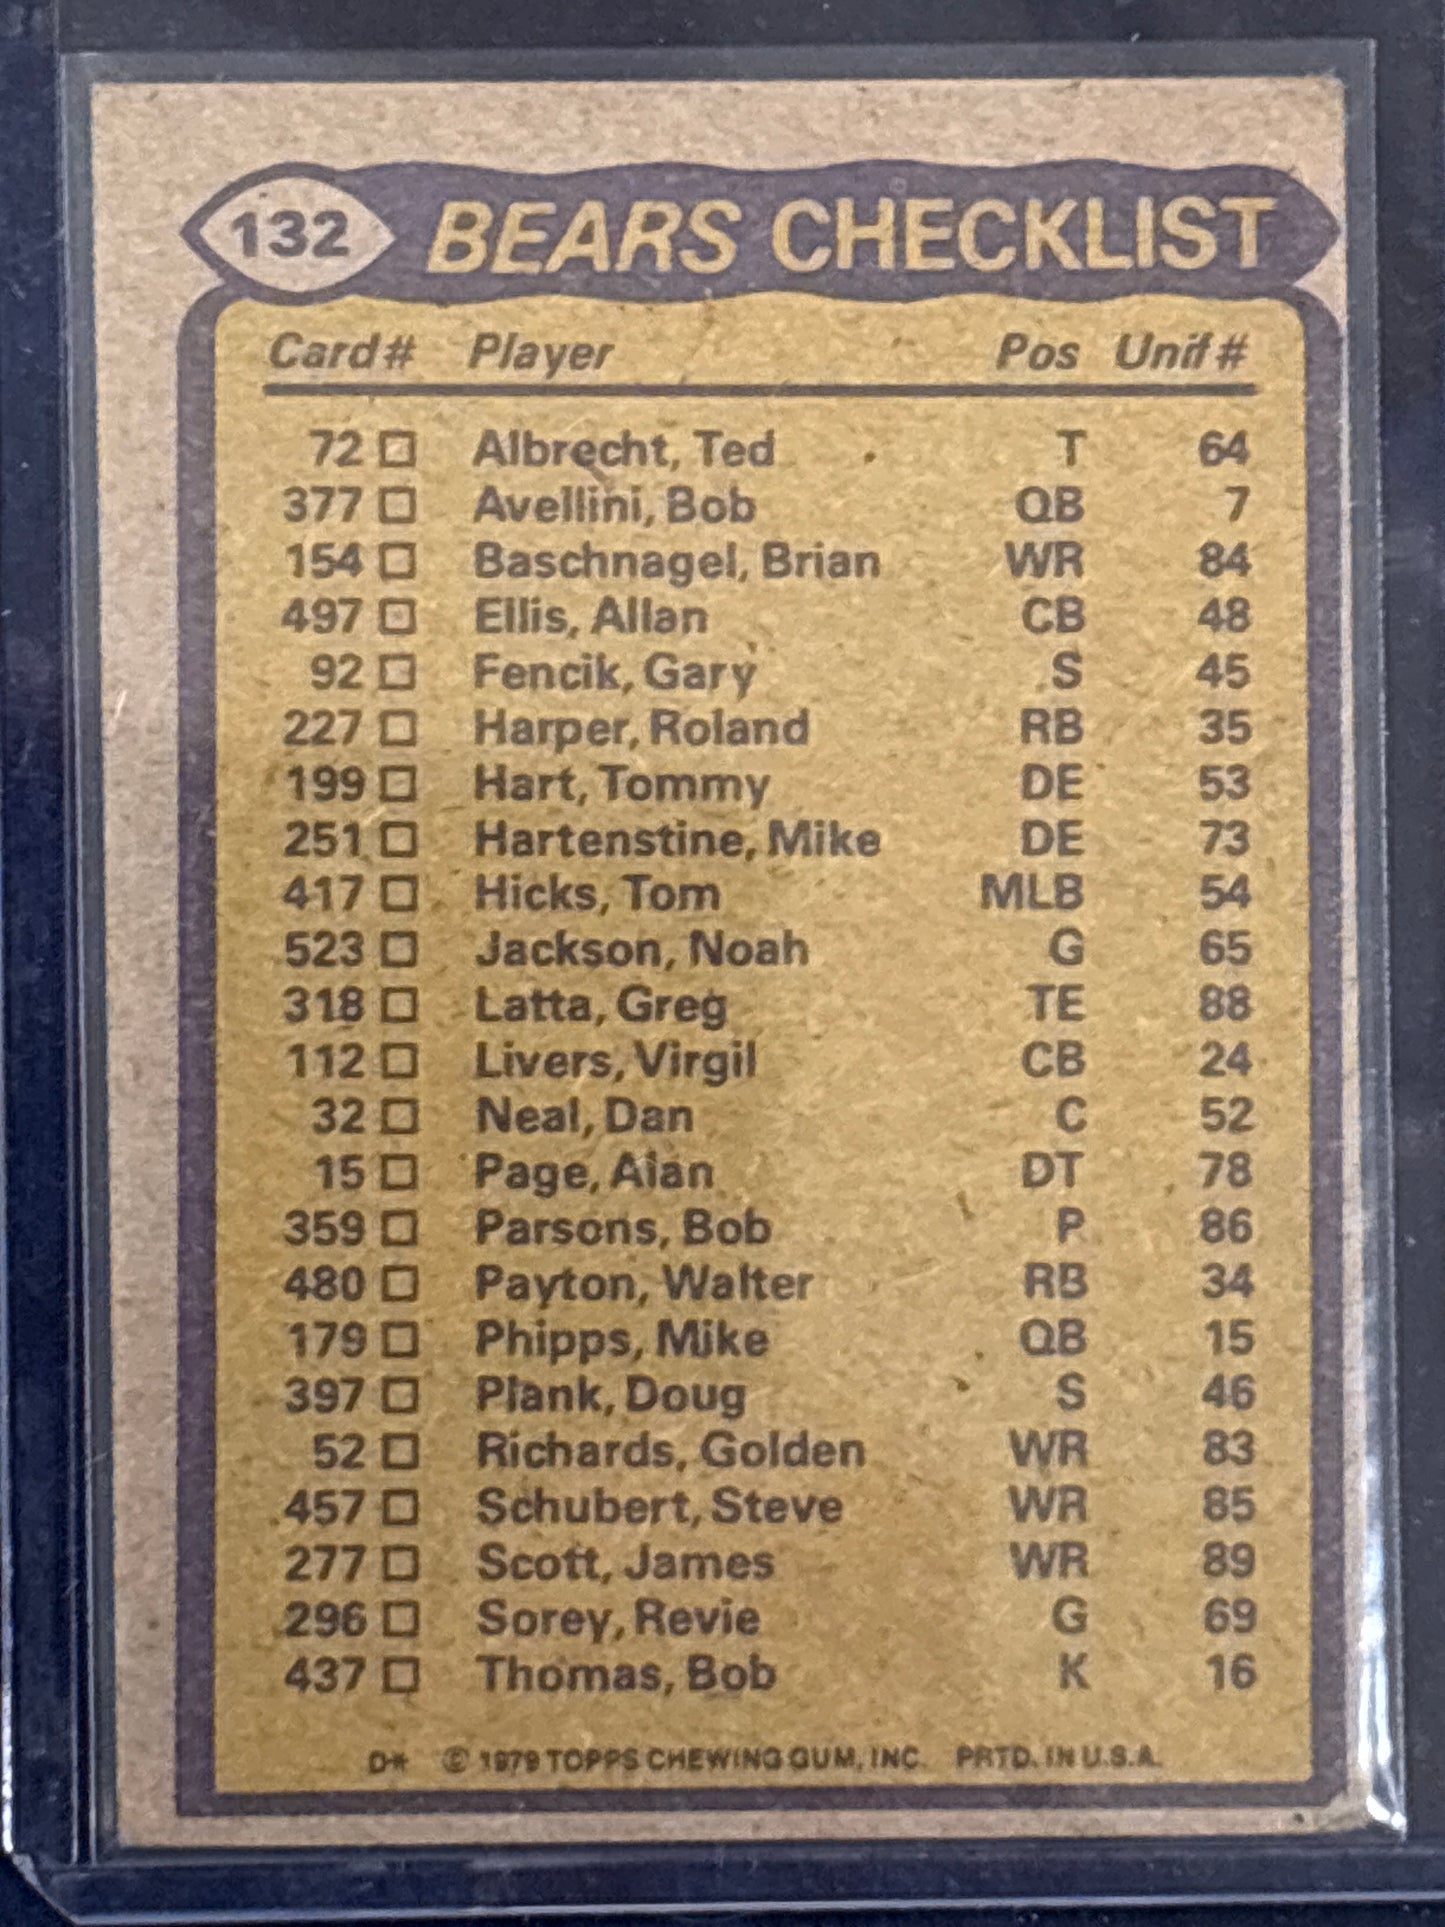 132 BEARS CHECKLIST
Card# Player Pos Unif#
72 □ Albrecht, Ted T 64
377 □ Avellini, Bob QB 7
154 □ Baschnagel, Brian WR 84
497 □ Ellis, Allan CB 48
92 □ Fencik, Gary S 45
227 □ Harper, Roland RB 35
199 □ Hart, Tommy DE 53
251 □ Hartenstine, Mike DE 73
417 □ Hicks, Tom MLB 54
523 □ Jackson, Noah G 65
318 □ Latta, Greg TE 88
112 □ Livers, Virgil CB 24
32 □ Neal, Dan C 52
15 □ Page, Alan DT 78
359 □ Parsons, Bob P 86
480 □ Payton, Walter RB 34
179 □ Phipps, Mike QB 15
397 □ Plank, Doug S 46
52 □ Richards, Golden WR 83
457 □ Schubert, Steve WR 85
277 □ Scott, James WR 89
296 □ Sorey, Revie G 69
437 □ Thomas, Bob K 16
D* © 1979 TOPPS CHEWING GUM, INC. PRTD. IN U.S.A.